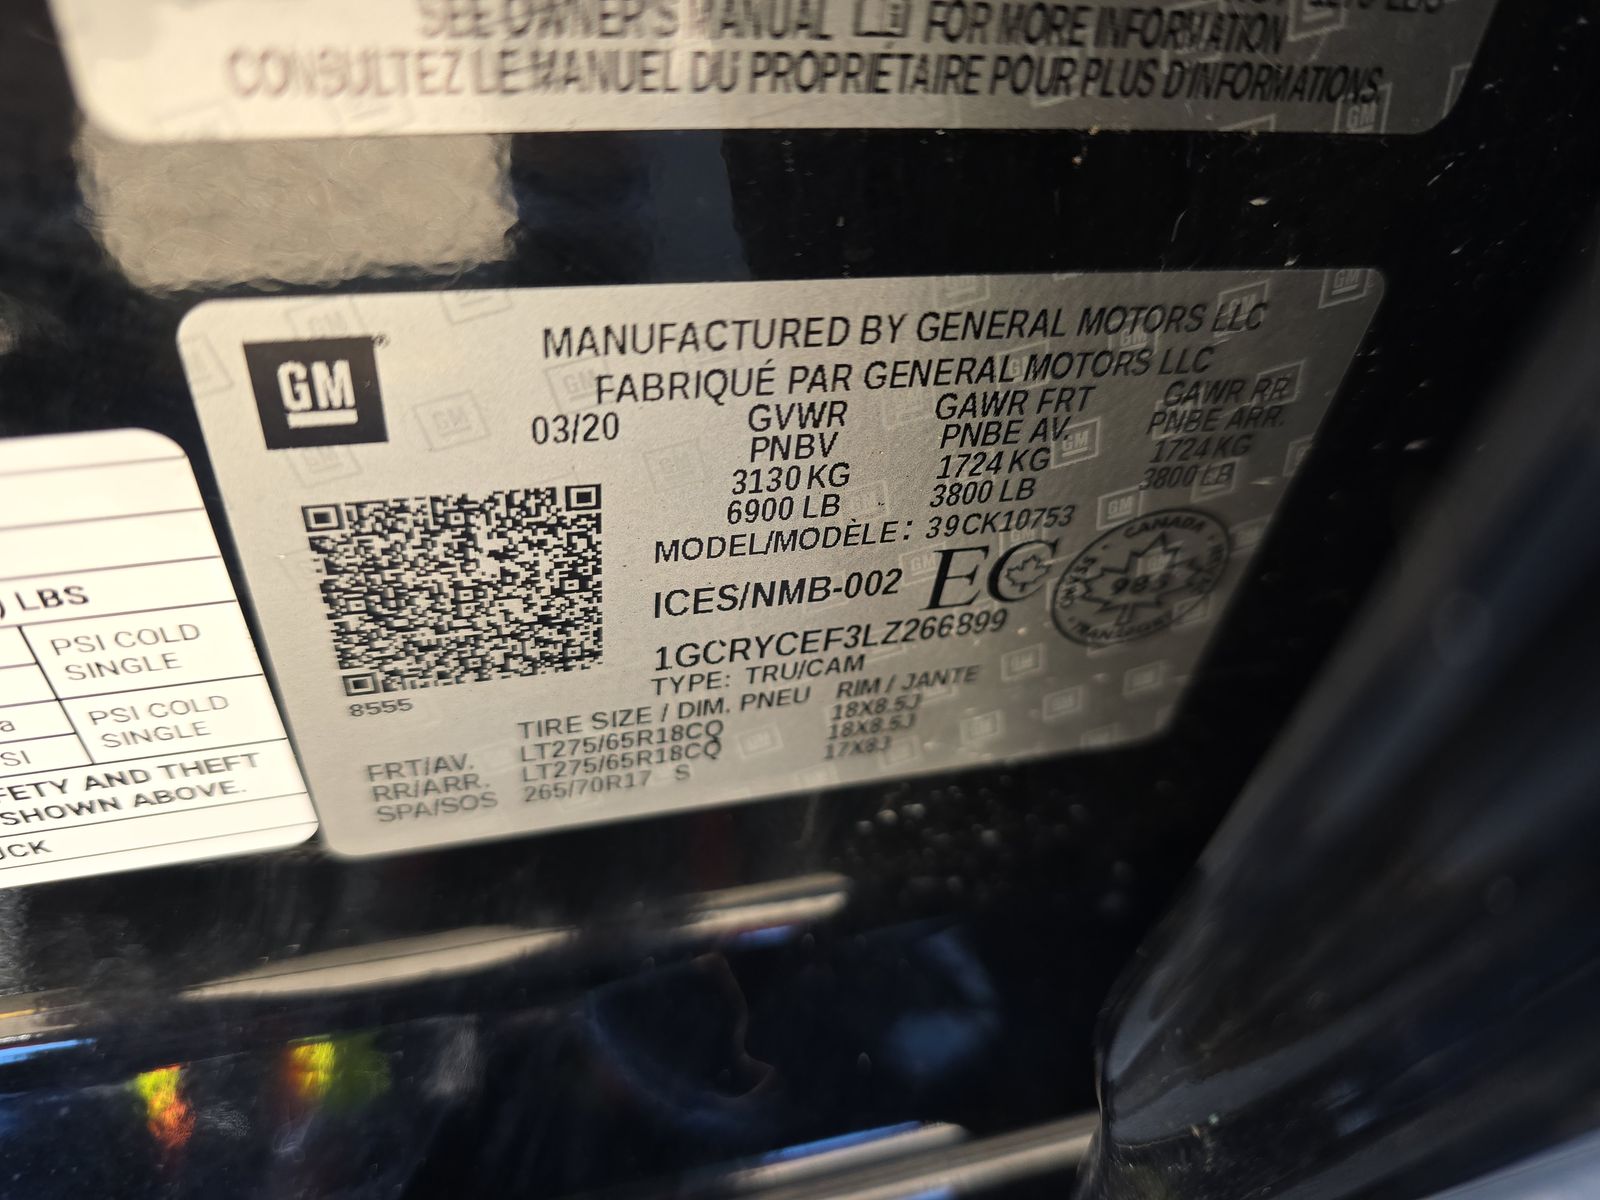 SEE OWNER'S MANUAL FOR MORE INFORMATION
CONSULTEZ LE MANUEL DU PROPRIÉTAIRE POUR PLUS D'INFORMATIONS.
GM
MANUFACTURED BY GENERAL MOTORS LLC
FABRIQUÉ PAR GENERAL MOTORS LLC
03/20 GVWR GAWR FRT GAWR RR
PNBV PNBE AV. PNBE ARR.
3130 KG 1724 KG 1724 KG
6900 LB 3800 LB 3800 LB
MODEL/MODÈLE: 39CK10753
ICES/NMB-002 EC
CANADA
1GCRYCEF3LZ266899
TYPE: TRU/CAM
8555
TIRE SIZE / DIM. PNEU RIM / JANTE
FRT/AV. LT275/65R18CQ 18X8.5J
RR/ARR. LT275/65R18CQ 18X8.5J
SPA/SOS 265/70R17 S 17X8J
) LBS
PSI COLD
SINGLE
a PSI COLD
SI SINGLE
FETY AND THEFT
SHOWN ABOVE.
UCK